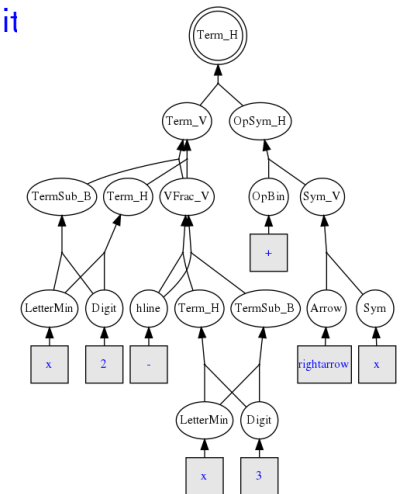 it
Term_H
Term_V OpSym_H
TermSub_B Term_H VFrac_V OpBin Sym_V
+
LetterMin Digit hline Term_H TermSub_B Arrow Sym
x 2 - rightarrow x
LetterMin Digit
x 3